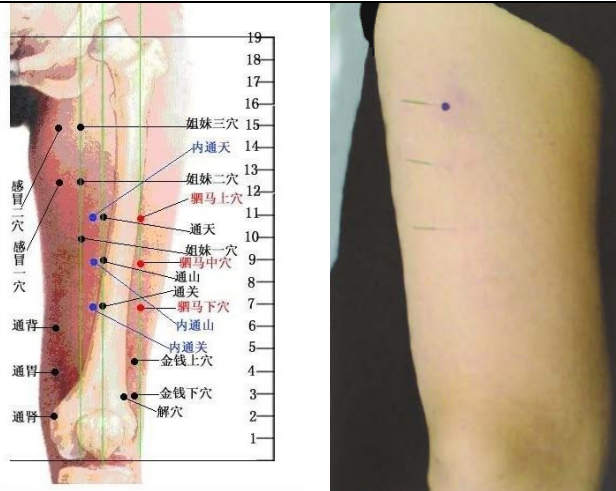 19
18
17
16
姐妹三穴
15
内通天
14
13
姐妹二穴
12
感冒二穴
感冒一穴
驷马上穴
11
通天
10
姐妹一穴
驷马中穴
9
通山
8
通关
驷马下穴
7
内通山
通背
6
内通关
5
金钱上穴
通胃
4
金钱下穴
3
解穴
通肾
2
1